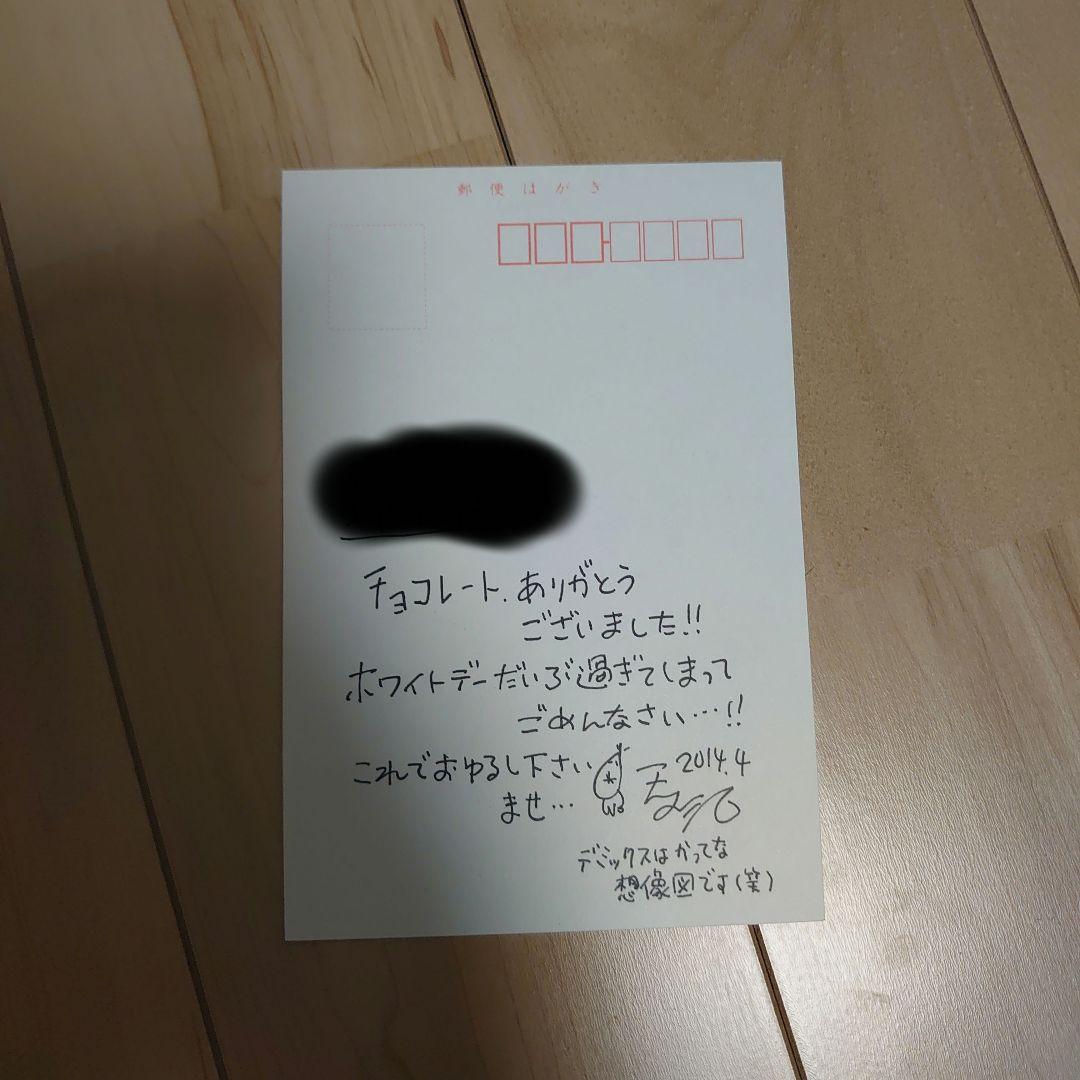 郵便はがき
チョコレート、ありがとう
ございました!!
ホワイトデーだいぶ過ぎてしまって
ごめんなさい…!!
これでおゆるし下さい
ませ…
2014.4
デミックスはかってな
想像図です(笑)